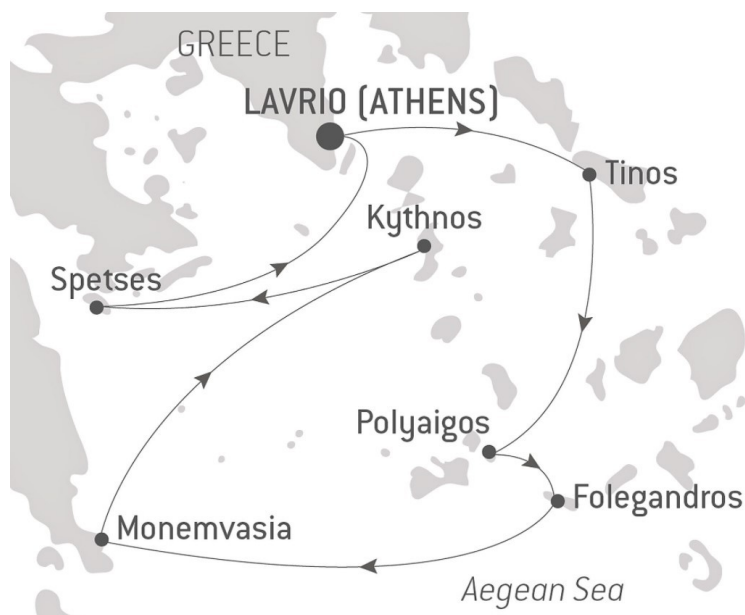 GREECE
LAVRIO (ATHENS)
Tinos
Kythnos
Spetses
Polyaigos
Folegandros
Monemvasia
Aegean Sea